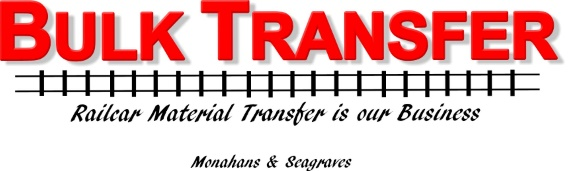 BULK TRANSFER
Railcar Material Transfer is our Business
Monahans & Seagraves